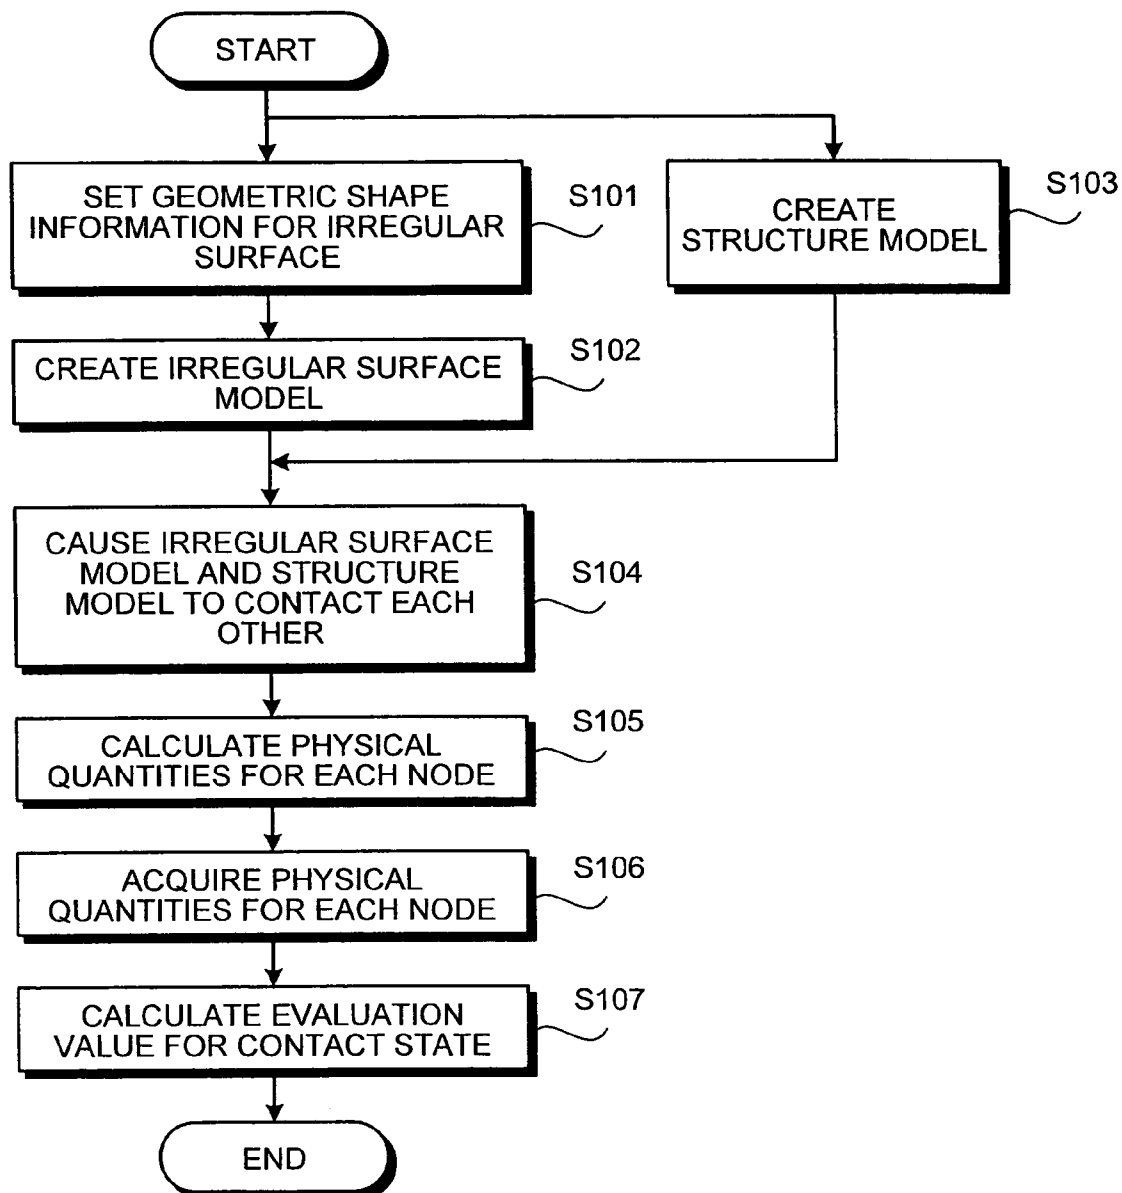 START
SET GEOMETRIC SHAPE
INFORMATION FOR IRREGULAR
SURFACE
S101
CREATE
STRUCTURE MODEL
S103
CREATE IRREGULAR SURFACE
MODEL
S102
CAUSE IRREGULAR SURFACE
MODEL AND STRUCTURE
MODEL TO CONTACT EACH
OTHER
S104
CALCULATE PHYSICAL
QUANTITIES FOR EACH NODE
S105
ACQUIRE PHYSICAL
QUANTITIES FOR EACH NODE
S106
CALCULATE EVALUATION
VALUE FOR CONTACT STATE
S107
END